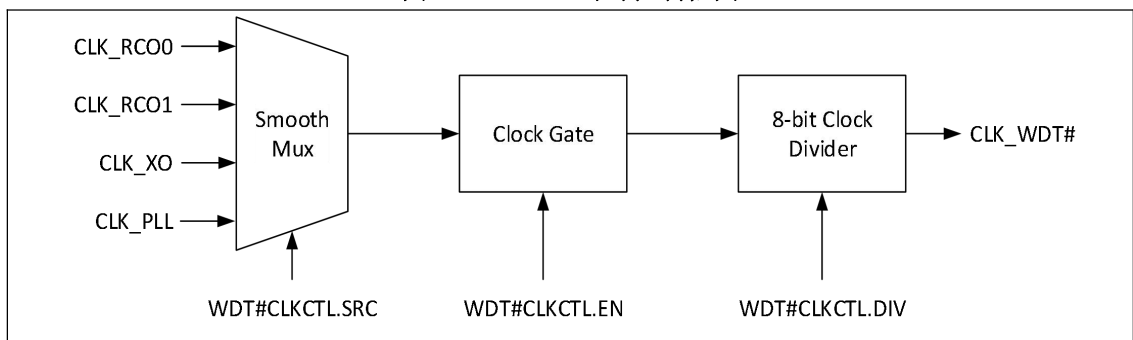 CLK_RCO0
CLK_RCO1
CLK_XO
CLK_PLL
Smooth
Mux
Clock Gate
8-bit Clock
Divider
CLK_WDT#
WDT#CLKCTL.SRC
WDT#CLKCTL.EN
WDT#CLKCTL.DIV